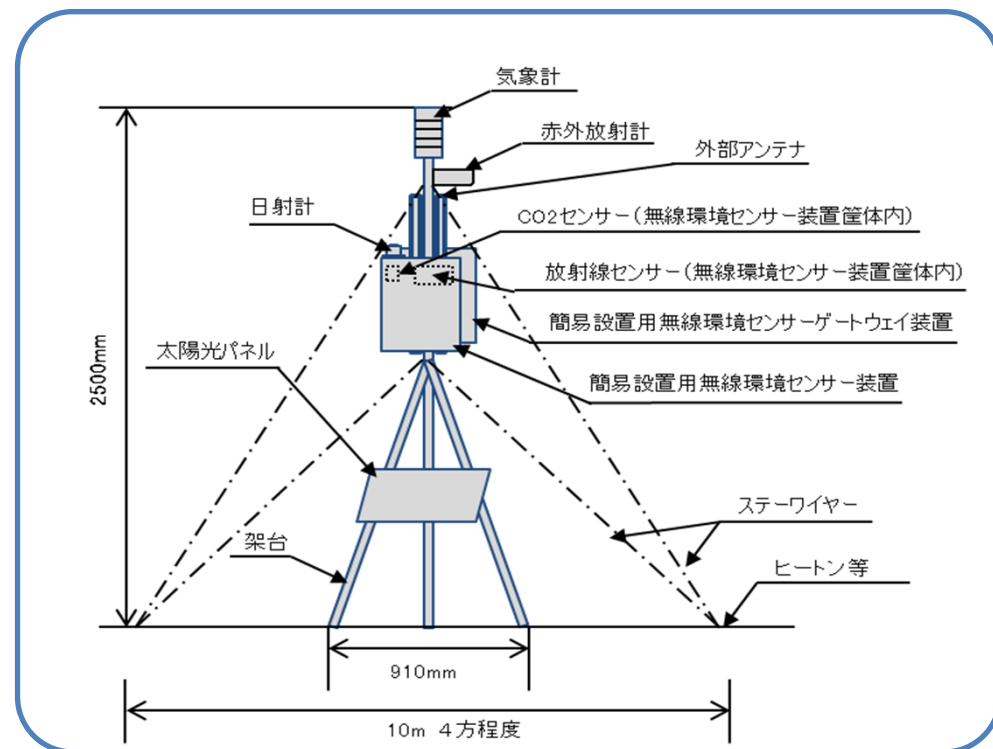 気象計
赤外放射計
外部アンテナ
日射計
CO2センサー（無線環境センサー装置筐体内）
放射線センサー（無線環境センサー装置筐体内）
簡易設置用無線環境センサーゲートウェイ装置
太陽光パネル
簡易設置用無線環境センサー装置
2500mm
ステーワイヤー
架台
ヒートン等
910mm
10m 4方程度